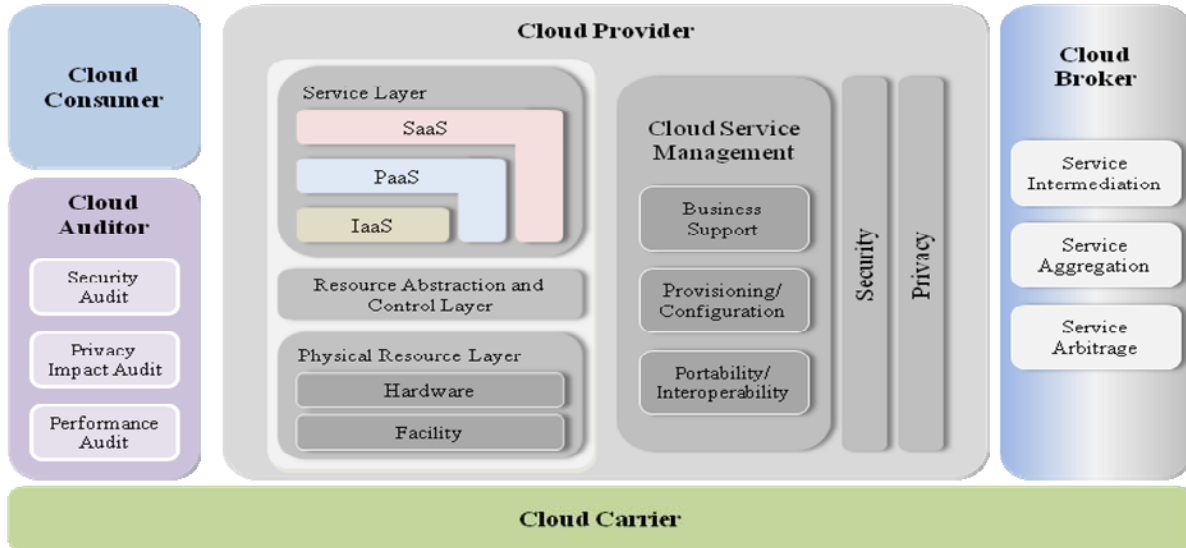 Cloud
Consumer
Cloud
Auditor
Security
Audit
Privacy
Impact Audit
Performance
Audit
Cloud Provider
Service Layer
SaaS
PaaS
IaaS
Resource Abstraction and
Control Layer
Physical Resource Layer
Hardware
Facility
Cloud Service
Management
Business
Support
Provisioning/
Configuration
Portability/
Interoperability
Security
Privacy
Cloud
Broker
Service
Intermediation
Service
Aggregation
Service
Arbitrage
Cloud Carrier